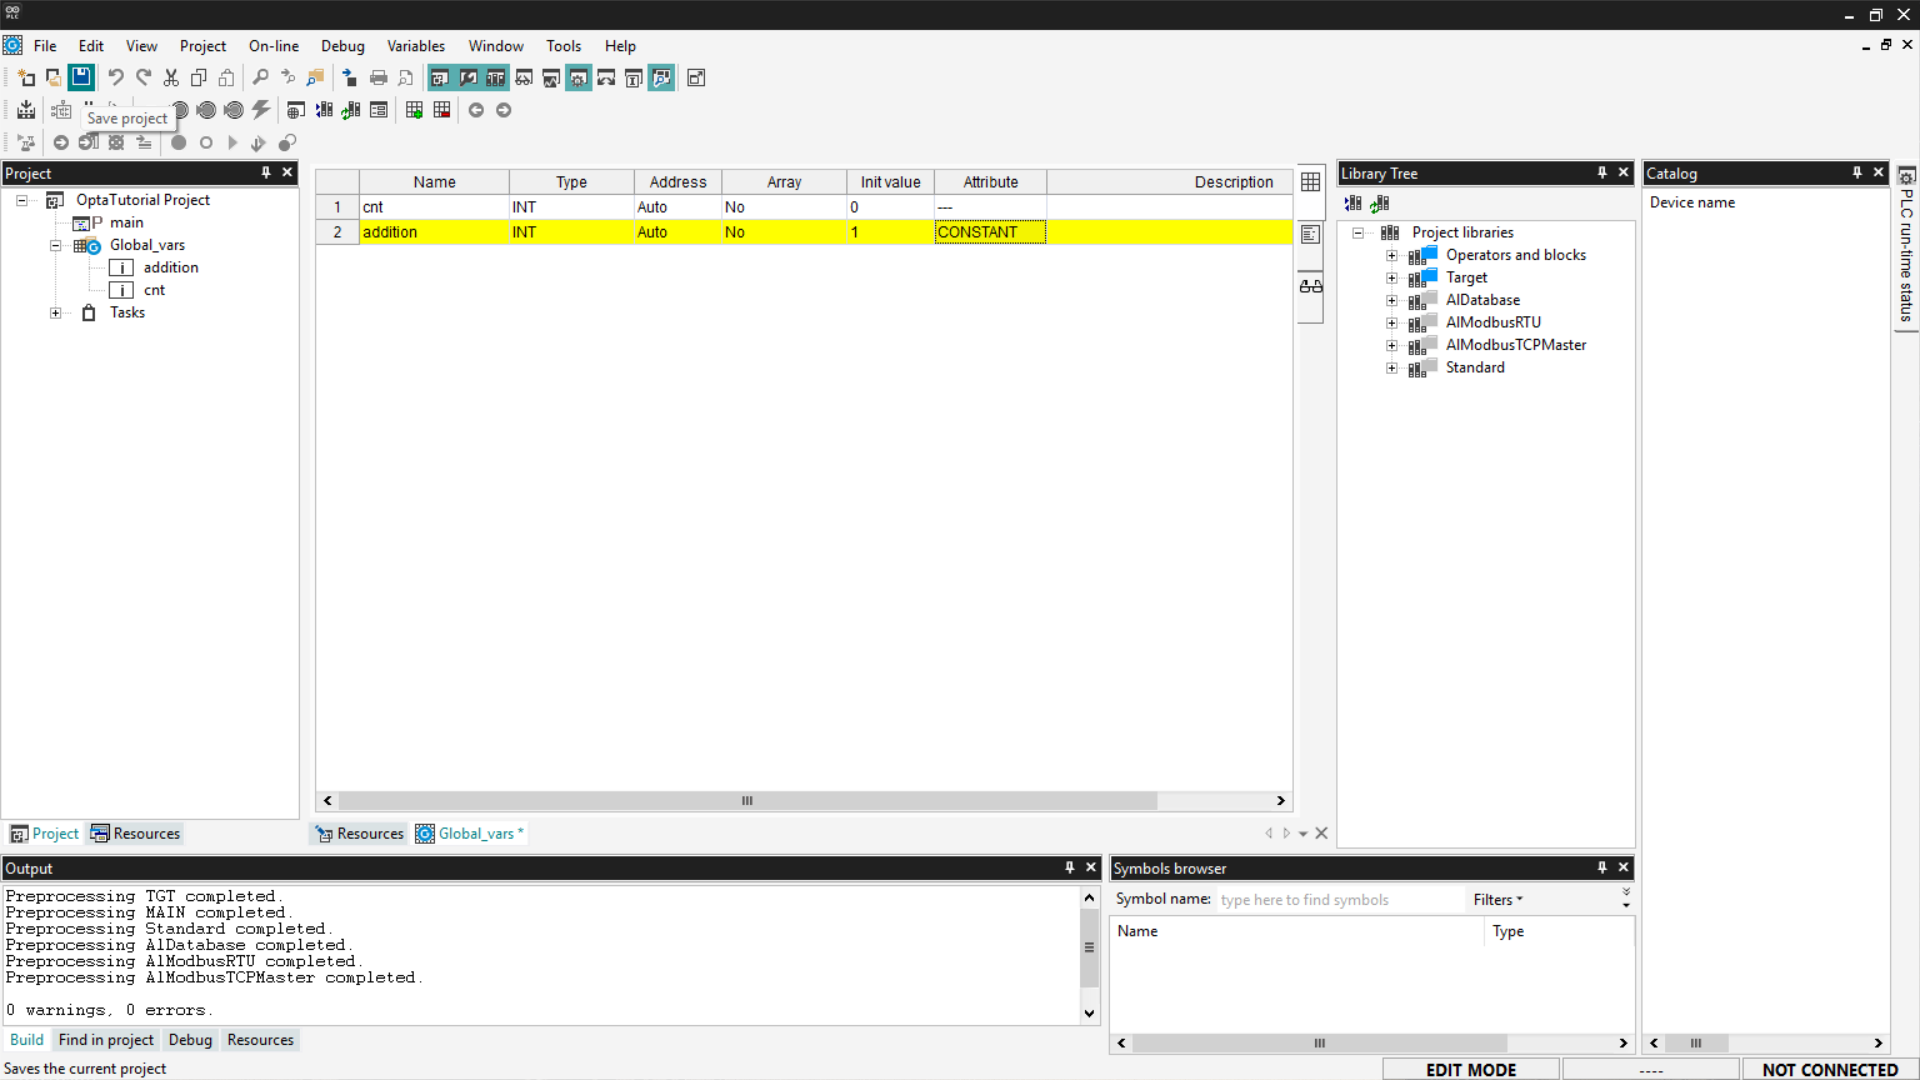 PLC
File Edit View Project On-line Debug Variables Window Tools Help
Save project
Project
OptaTutorial Project
P main
Global_vars
addition
cnt
Tasks
Project Resources
Name Type Address Array Init value Attribute Description
1 cnt INT Auto No 0 ---
2 addition INT Auto No 1 CONSTANT
Resources Global_vars *
Library Tree
Project libraries
Operators and blocks
Target
AlDatabase
AlModbusRTU
AlModbusTCPMaster
Standard
Catalog
Device name
PLC run-time status
Output
Preprocessing TGT completed.
Preprocessing MAIN completed.
Preprocessing Standard completed.
Preprocessing AlDatabase completed.
Preprocessing AlModbusRTU completed.
Preprocessing AlModbusTCPMaster completed.
0 warnings, 0 errors.
Build Find in project Debug Resources
Symbols browser
Symbol name: type here to find symbols Filters
Name Type
Saves the current project
EDIT MODE ---- NOT CONNECTED